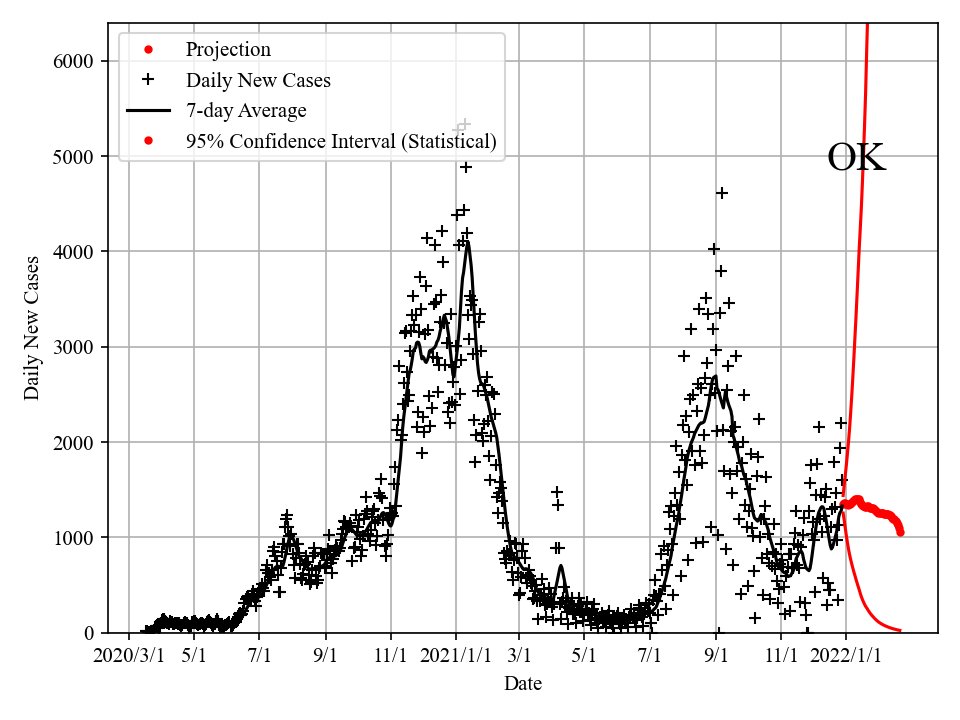 6000
5000
4000
3000
2000
1000
0
Daily New Cases
Projection
Daily New Cases
7-day Average
95% Confidence Interval (Statistical)
OK
2020/3/1 5/1 7/1 9/1 11/1 2021/1/1 3/1 5/1 7/1 9/1 11/1 2022/1/1
Date